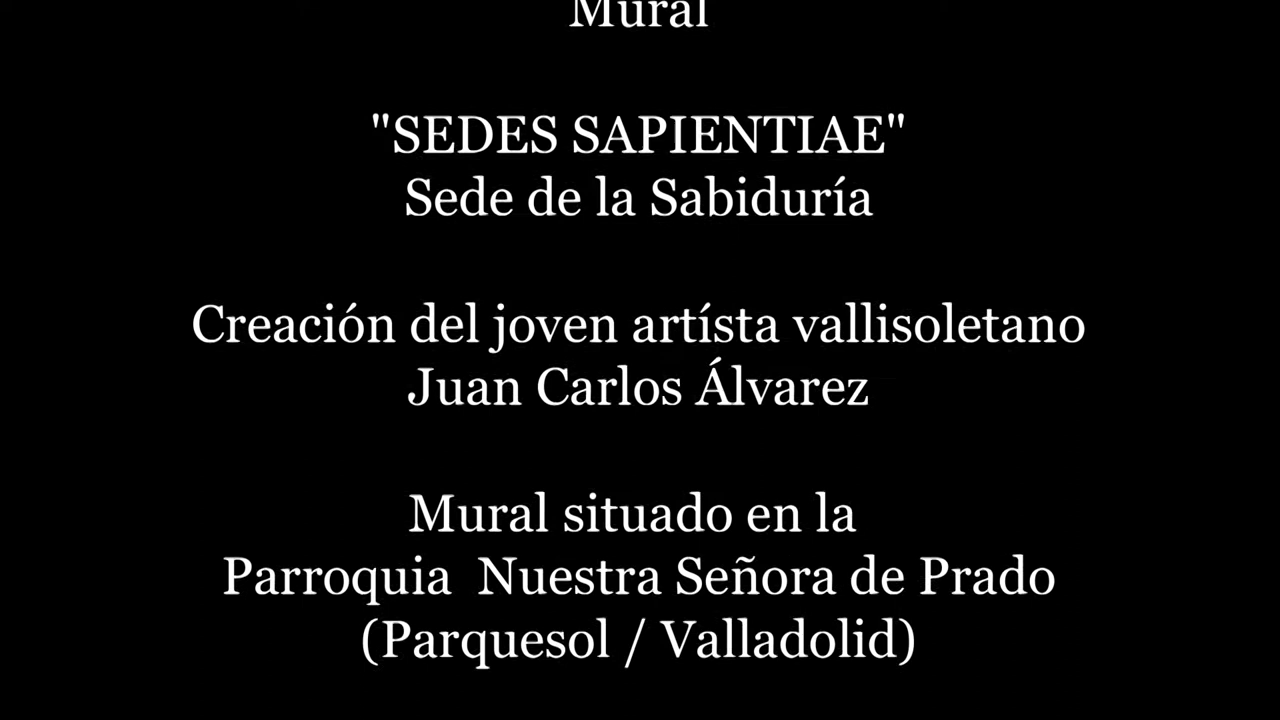 Mural
"SEDES SAPIENTIAE"
Sede de la Sabiduría
Creación del joven artísta vallisoletano
Juan Carlos Álvarez
Mural situado en la
Parroquia  Nuestra Señora de Prado
(Parquesol / Valladolid)